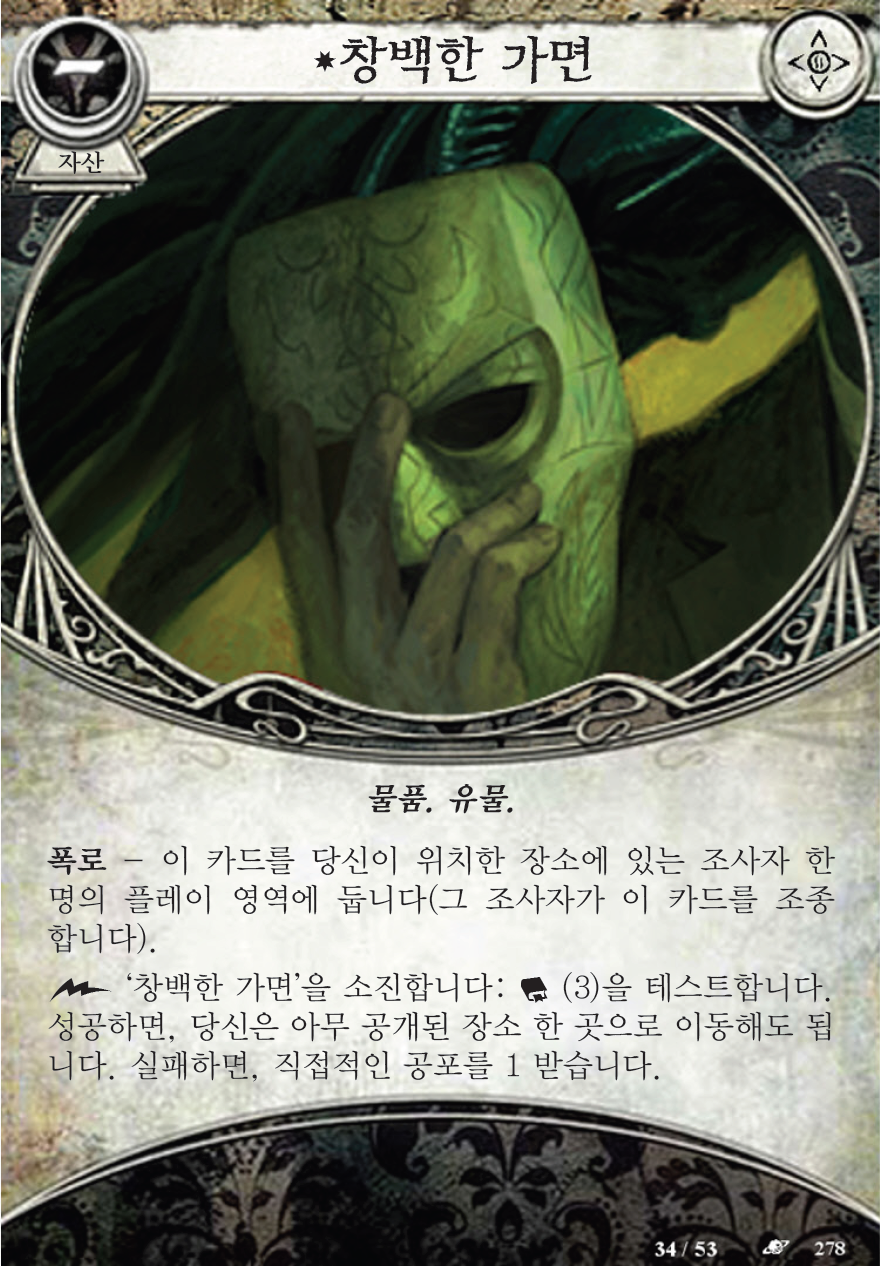 ✷창백한 가면
자산
물품. 유물.
폭로 – 이 카드를 당신이 위치한 장소에 있는 조사자 한
명의 플레이 영역에 둡니다(그 조사자가 이 카드를 조종
합니다).
‘창백한 가면’을 소진합니다: (3)을 테스트합니다.
성공하면, 당신은 아무 공개된 장소 한 곳으로 이동해도 됩
니다. 실패하면, 직접적인 공포를 1 받습니다.
34 / 53 278